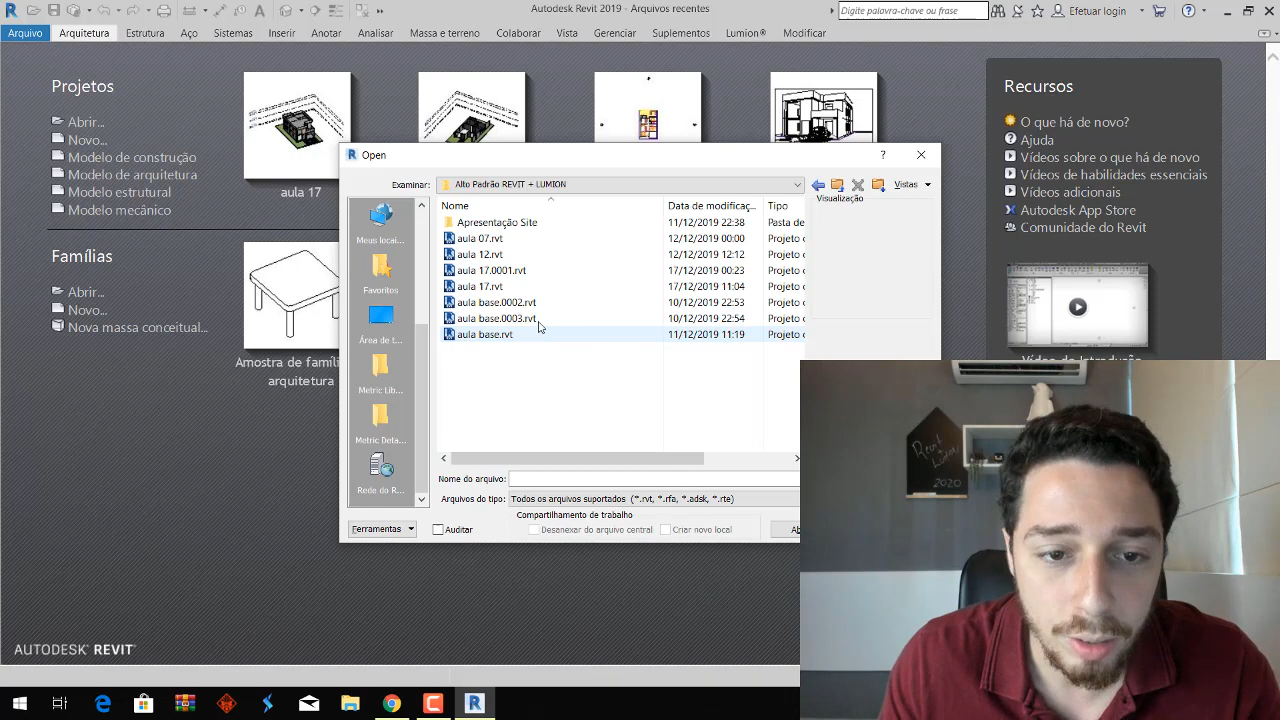 Autodesk Revit 2019 - Arquivos recentes
Digite palavra-chave ou frase
Efetuar login
Arquivo Arquitetura Estrutura Aço Sistemas Inserir Anotar Analisar Massa e terreno Colaborar Vista Gerenciar Suplementos Lumion® Modificar
Projetos
Abrir...
Novo...
Modelo de construção
Modelo de arquitetura
Modelo estrutural
Modelo mecânico
aula 17
Famílias
Abrir...
Novo...
Nova massa conceitual...
Amostra de famíl
arquitetura
Recursos
O que há de novo?
Ajuda
Vídeos sobre o que há novo
Vídeos de habilidades essenciais
Vídeos adicionais
Autodesk App Store
Comunidade do Revit
Open
Examinar: Alto Padrão REVIT + LUMION
Vistas
Visualização
Nome Data de modificaç... Tipo
Apresentação Site 11/12/2019 22:38 Pasta de
aula 07.rvt 12/12/2019 00:00 Projeto
aula 12.rvt 12/12/2019 12:12 Projeto
aula 17.0001.rvt 17/12/2019 00:23 Projeto
aula 17.rvt 17/12/2019 11:04 Projeto
aula base.0002.rvt 10/12/2019 22:53 Projeto
aula base.0003.rvt 10/12/2019 22:54 Projeto
aula base.rvt 11/12/2019 11:19 Projeto
Meus locai...
Favoritos
Área de t...
Metric Lib...
Metric Deta...
Rede do R...
Nome do arquivo:
Arquivos do tipo: Todos os arquivos suportados (*.rvt, *.rfa, *.adsk, *.rte)
Compartilhamento de trabalho
Ferramentas Auditar Desanexar do arquivo central Criar novo local Ab
Revit
2020
AUTODESK® REVIT®